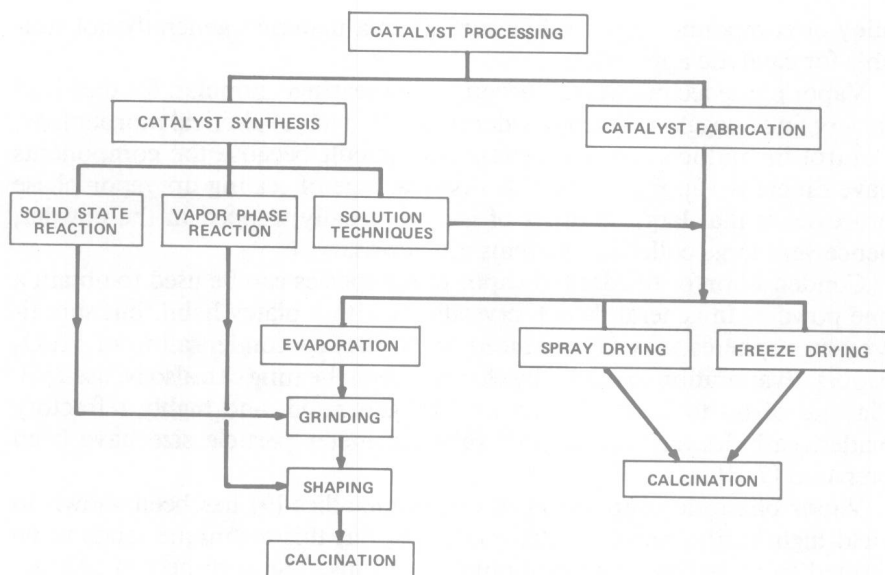 CATALYST PROCESSING
CATALYST SYNTHESIS
CATALYST FABRICATION
SOLID STATE
REACTION
VAPOR PHASE
REACTION
SOLUTION
TECHNIQUES
EVAPORATION
SPRAY DRYING
FREEZE DRYING
GRINDING
SHAPING
CALCINATION
CALCINATION